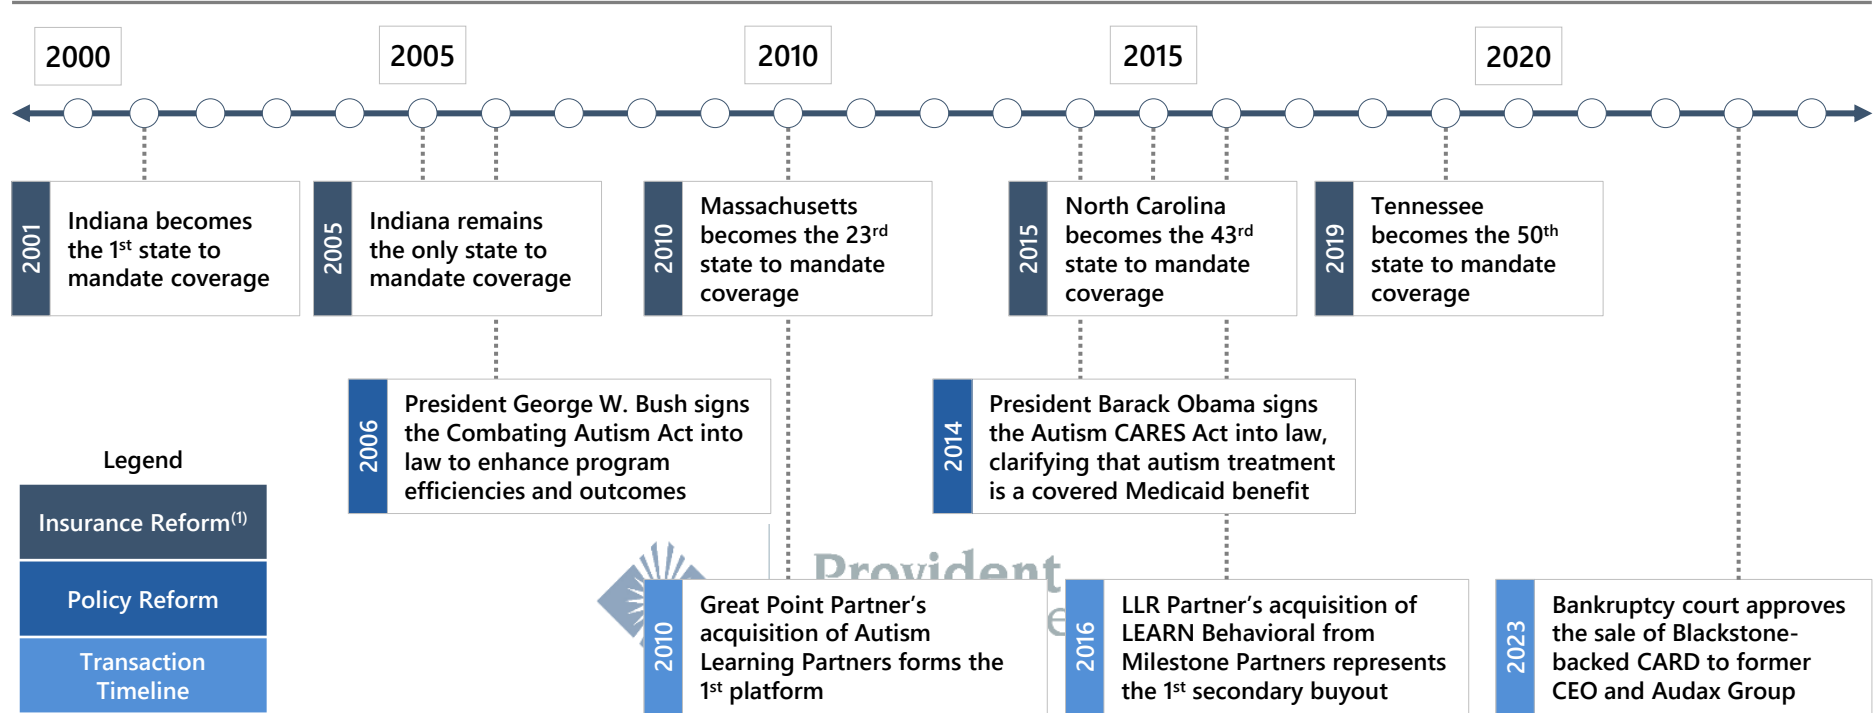 2000
2005
2010
2015
2020
2001
Indiana becomes
the 1st state to
mandate coverage
2005
Indiana remains
the only state to
mandate coverage
2010
Massachusetts
becomes the 23rd
state to mandate
coverage
2015
North Carolina
becomes the 43rd
state to mandate
coverage
2019
Tennessee
becomes the 50th
state to mandate
coverage
2006
President George W. Bush signs
the Combating Autism Act into
law to enhance program
efficiencies and outcomes
2014
President Barack Obama signs
the Autism CARES Act into law,
clarifying that autism treatment
is a covered Medicaid benefit
Legend
Insurance Reform(1)
Policy Reform
Transaction
Timeline
Provident
2010
Great Point Partner's
acquisition of Autism
Learning Partners forms the
1st platform
2016
LLR Partner's acquisition of
LEARN Behavioral from
Milestone Partners represents
the 1st secondary buyout
2023
Bankruptcy court approves
the sale of Blackstone-
backed CARD to former
CEO and Audax Group